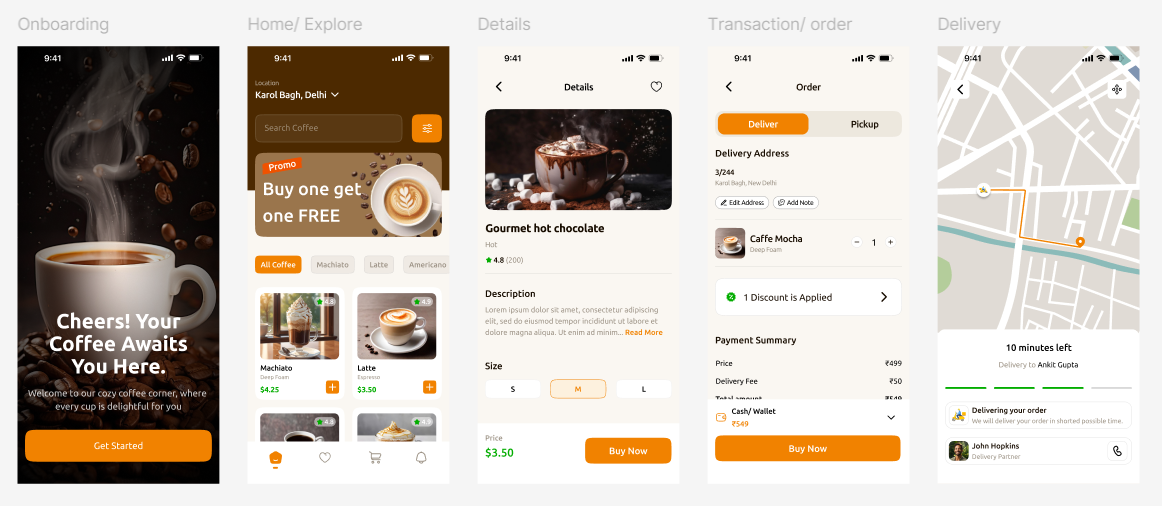 Onboarding
9:41
Cheers! Your
Coffee Awaits
You Here.
Welcome to our cozy coffee corner, where
every cup is delightful for you
Get Started
Home/ Explore
9:41
Location
Karol Bagh, Delhi
Search Coffee
Promo
Buy one get
one FREE
All Coffee
Machiato
Latte
Americano
4.8
4.9
Machiato
Deep Foam
$4.25
Latte
Espresso
$3.50
4.8
4.8
Details
9:41
Details
Gourmet hot chocolate
Hot
4.8 (200)
Description
Lorem ipsum dolor sit amet, consectetur adipiscing
elit, sed do eiusmod tempor incididunt ut labore et
dolore magna aliqua. Ut enim ad minim... Read More
Size
S
M
L
Price
$3.50
Buy Now
Transaction/ order
9:41
Order
Deliver
Pickup
Delivery Address
3/244
Karol Bagh, New Delhi
Edit Address
Add Note
Caffe Mocha
Deep Foam
− 1 +
1 Discount is Applied
Payment Summary
Price ₹499
Delivery Fee ₹50
Total amount ₹549
Cash/ Wallet
₹549
Buy Now
Delivery
9:41
10 minutes left
Delivery to Ankit Gupta
Delivering your order
We will deliver your order in shorted possible time.
John Hopkins
Delivery Partner